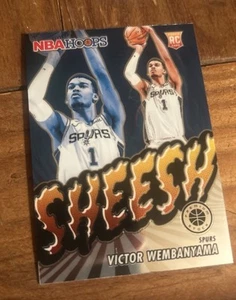 NBA HOOPS
RC
SPURS
1
SPURS
1
SHEESH
SPURS
VICTOR WEMBANYAMA